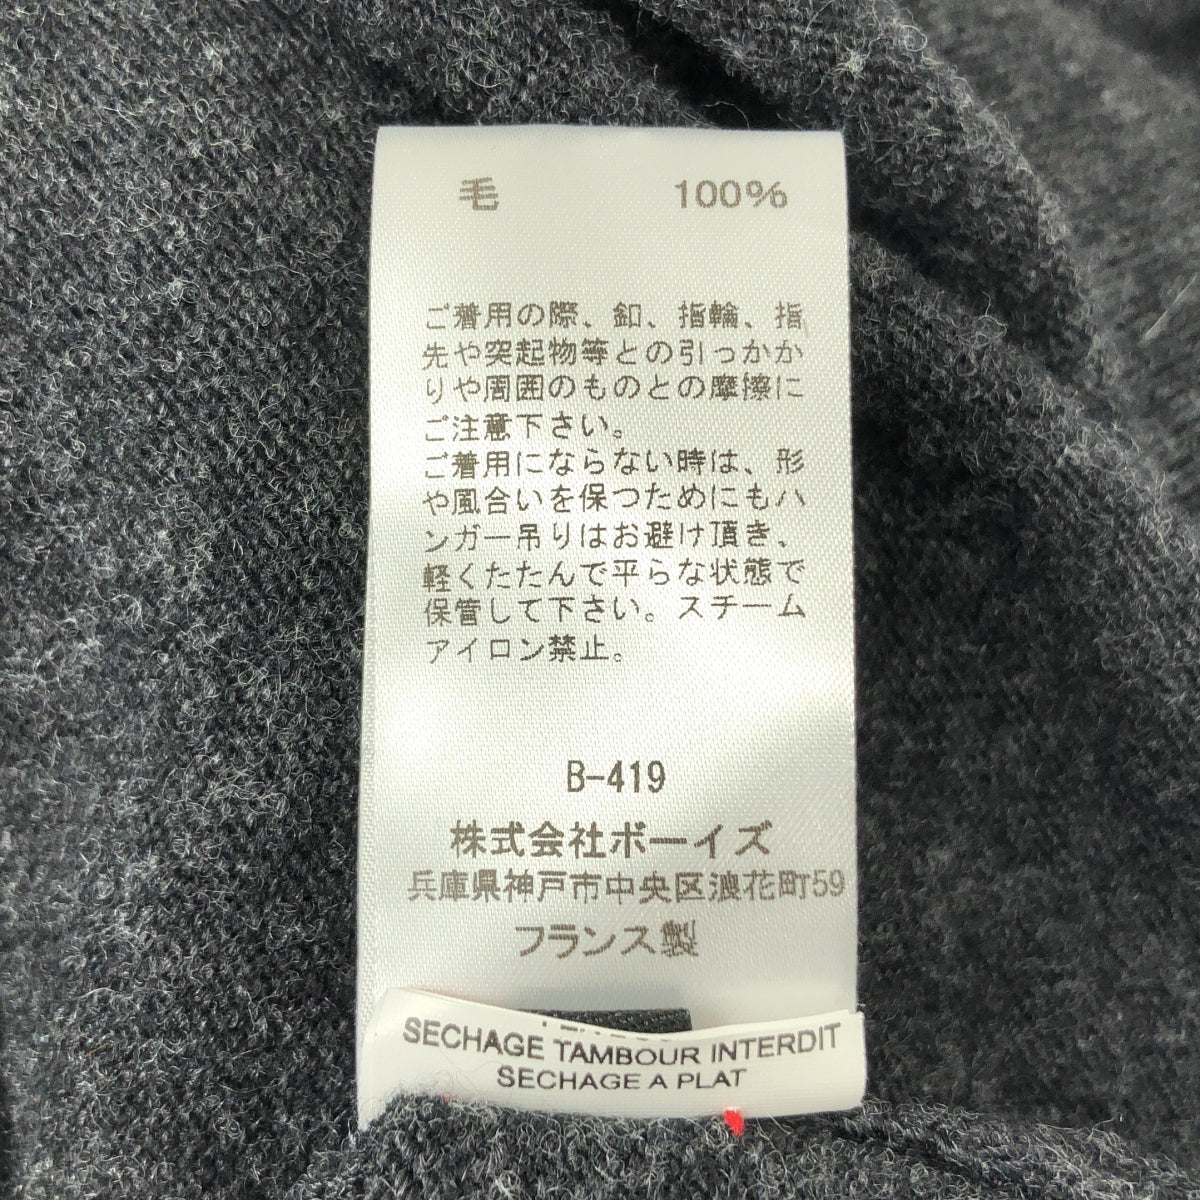 毛 100%
ご着用の際、釦、指輪、指
先や突起物等との引っかか
りや周囲のものとの摩擦に
ご注意下さい。
ご着用にならない時は、形
や風合いを保つためにもハ
ンガー吊りはお避け頂き、
軽くたたんで平らな状態で
保管して下さい。スチーム
アイロン禁止。
B-419
株式会社ボーイズ
兵庫県神戸市中央区浪花町59
フランス製
SECHAGE TAMBOUR INTERDIT
SECHAGE A PLAT